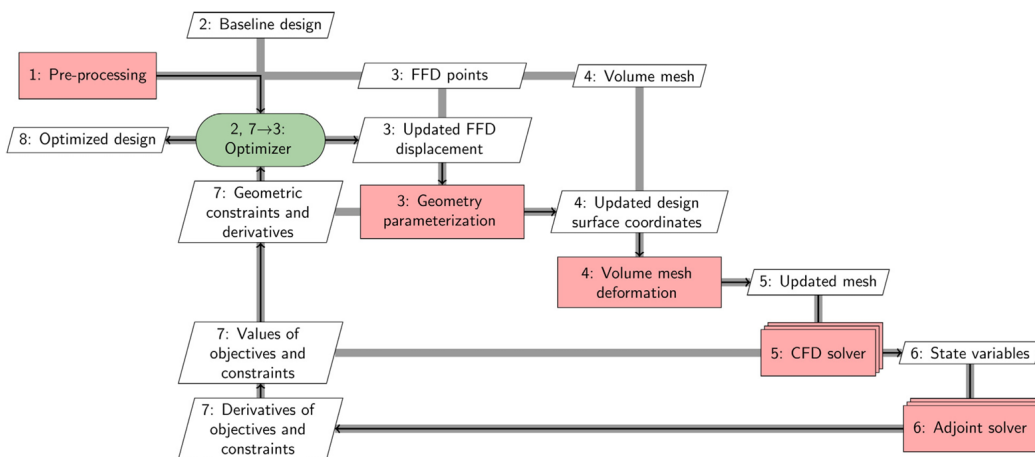 2: Baseline design
1: Pre-processing
3: FFD points
4: Volume mesh
8: Optimized design
2, 7→3:
Optimizer
3: Updated FFD
displacement
7: Geometric
constraints and
derivatives
3: Geometry
parameterization
4: Updated design
surface coordinates
4: Volume mesh
deformation
5: Updated mesh
7: Values of
objectives and
constraints
5: CFD solver
6: State variables
7: Derivatives of
objectives and
constraints
6: Adjoint solver